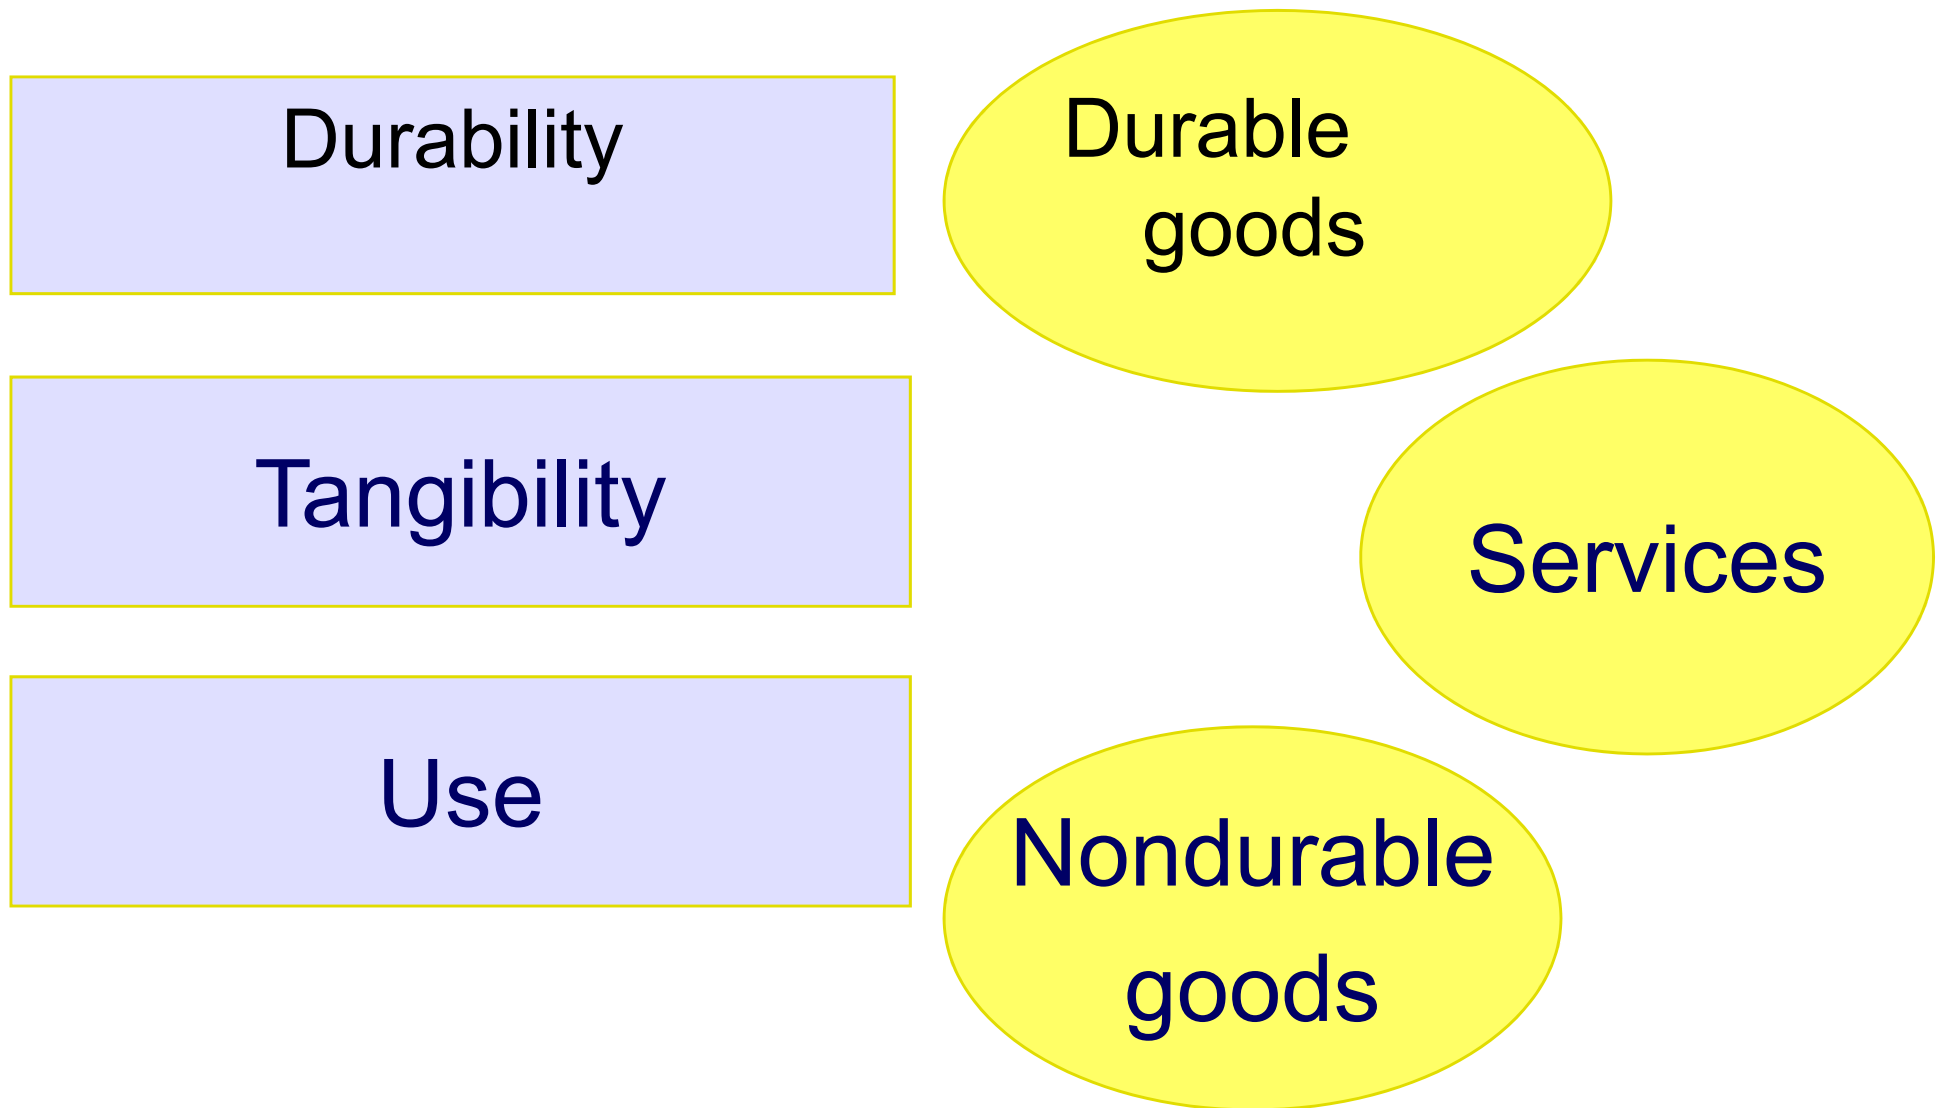 Durability
Tangibility
Use
Durable
goods
Services
Nondurable
goods